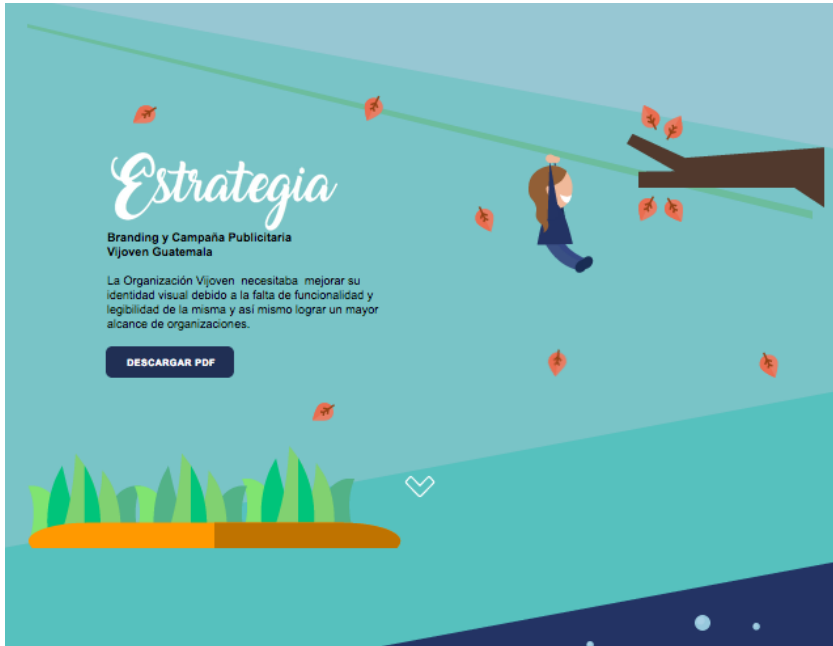 Estrategia
Branding y Campaña Publicitaria
Vijoven Guatemala
La Organización Vijoven necesitaba mejorar su
identidad visual debido a la falta de funcionalidad y
legibilidad de la misma y así mismo lograr un mayor
alcance de organizaciones.
DESCARGAR PDF